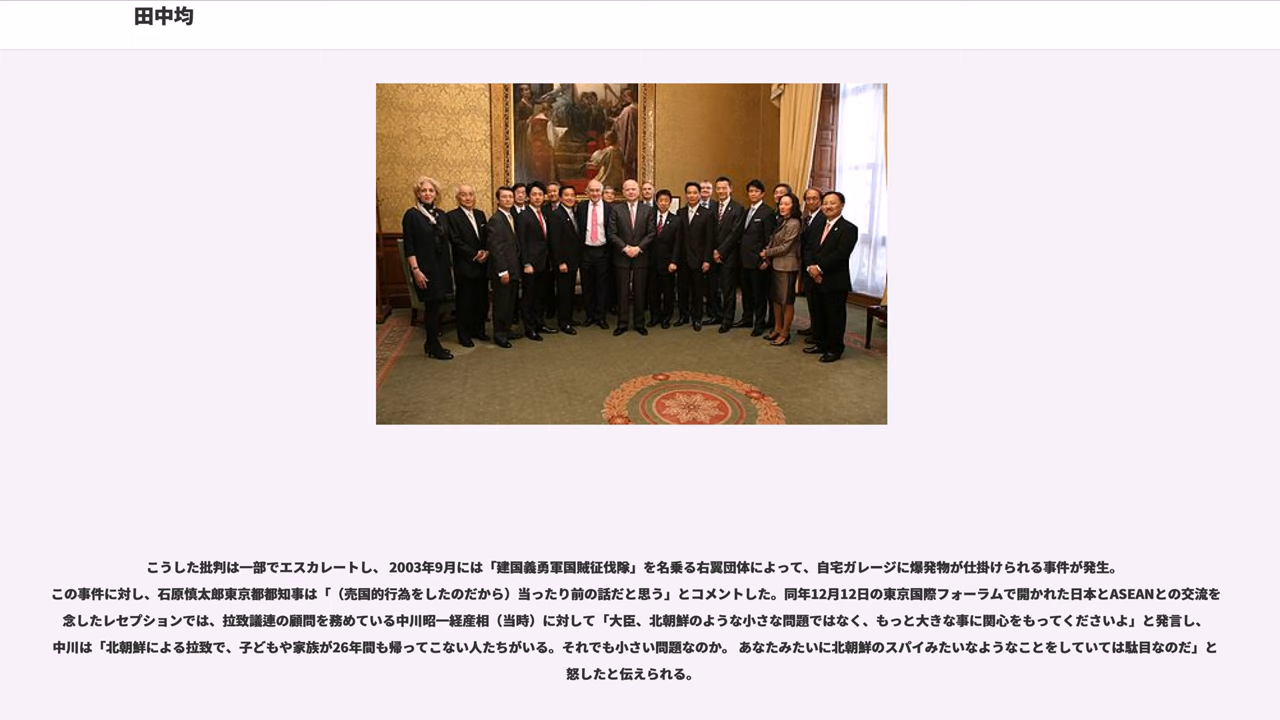 田中均
こうした批判は一部でエスカレートし、 2003年9月には「建国義勇軍国賊征伐隊」を名乗る右翼団体によって、自宅ガレージに爆発物が仕掛けられる事件が発生。
この事件に対し、石原慎太郎東京都都知事は「（売国的行為をしたのだから）当ったり前の話だと思う」とコメントした。同年12月12日の東京国際フォーラムで開かれた日本とASEANとの交流を
念したレセプションでは、拉致議連の顧問を務めている中川昭一経産相（当時）に対して「大臣、北朝鮮のような小さな問題ではなく、もっと大きな事に関心をもってくださいよ」と発言し、
中川は「北朝鮮による拉致で、子どもや家族が26年間も帰ってこない人たちがいる。それでも小さい問題なのか。 あなたみたいに北朝鮮のスパイみたいなようなことをしていては駄目なのだ」と
怒したと伝えられる。